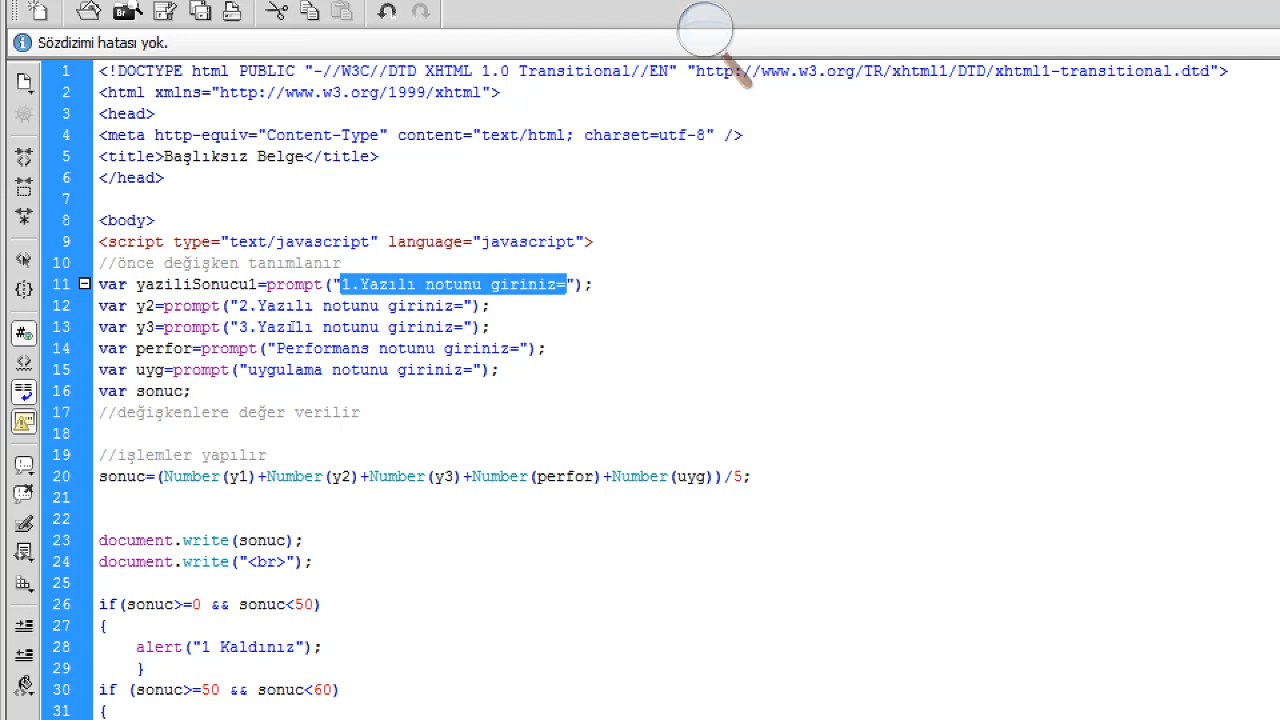 Br
Sözdizimi hatası yok.
1 <!DOCTYPE html PUBLIC "-//W3C//DTD XHTML 1.0 Transitional//EN" "http://www.w3.org/TR/xhtml1/DTD/xhtml1-transitional.dtd">
2 <html xmlns="http://www.w3.org/1999/xhtml">
3 <head>
4 <meta http-equiv="Content-Type" content="text/html; charset=utf-8" />
5 <title>Başlıksız Belge</title>
6 </head>
7
8 <body>
9 <script type="text/javascript" language="javascript">
10 //önce değişken tanımlanır
11 var yaziliSonucu1=prompt("1.Yazılı notunu giriniz=");
12 var y2=prompt("2.Yazılı notunu giriniz=");
13 var y3=prompt("3.Yazılı notunu giriniz=");
14 var perfor=prompt("Performans notunu giriniz=");
15 var uyg=prompt("uygulama notunu giriniz=");
16 var sonuc;
17 //değişkenlere değer verilir
18
19 //işlemler yapılır
20 sonuc=(Number(y1)+Number(y2)+Number(y3)+Number(perfor)+Number(uyg))/5;
21
22
23 document.write(sonuc);
24 document.write("<br>");
25
26 if(sonuc>=0 && sonuc<50)
27 {
28 alert("1 Kaldınız");
29 }
30 if (sonuc>=50 && sonuc<60)
31 {